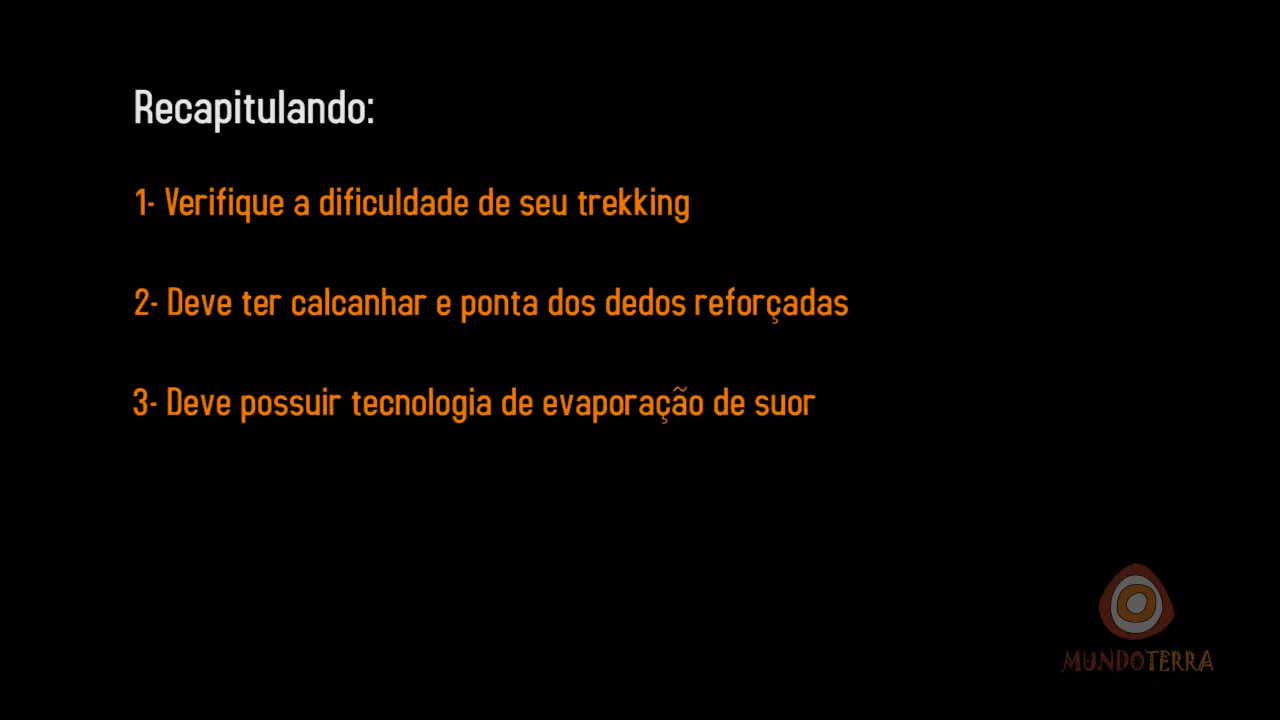 Recapitulando:
1- Verifique a dificuldade de seu trekking
2- Deve ter calcanhar e ponta dos dedos reforçadas
3- Deve possuir tecnologia de evaporação de suor
MUNDOTERRA